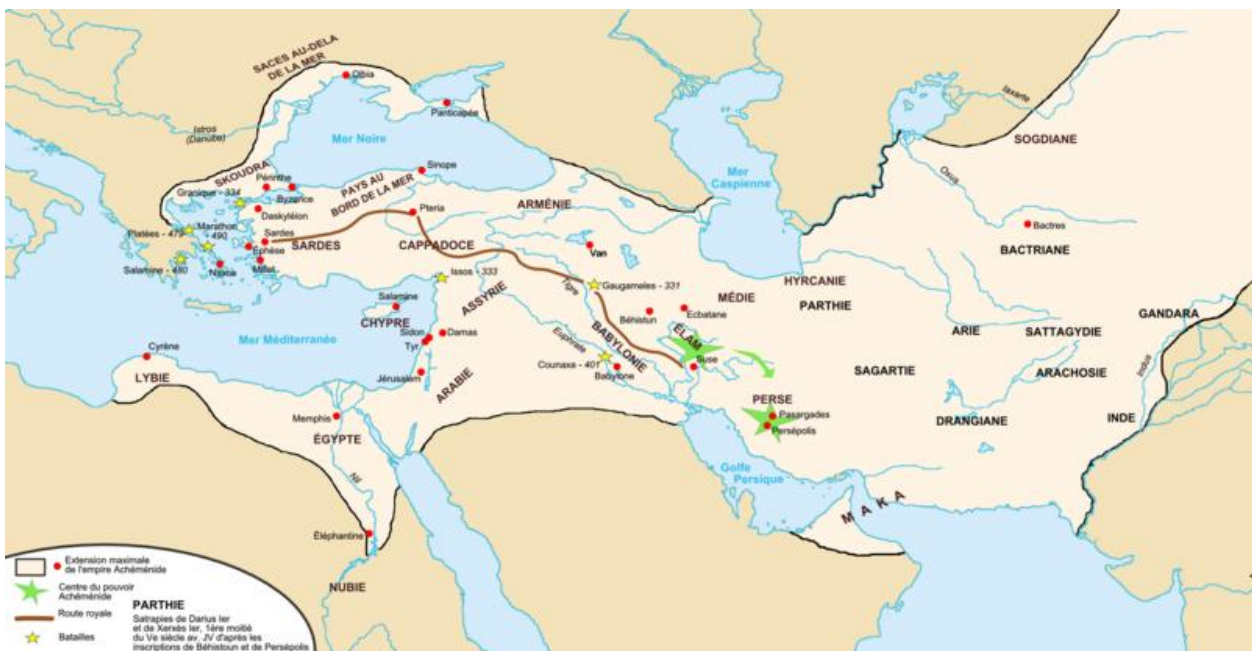 SACES AU-DELA
DE LA MER
Olbia
Panticapée
Istros
(Danube)
Mer Noire
Iaxarte
SOGDIANE
Mer
Caspienne
Oxus
SKOUDRA
Périnthe
Granique - 334
Byzance
Daskyléion
PAYS AU
BORD DE LA MER
Sinope
Pteria
ARMÉNIE
Bactres
BACTRIANE
Platées - 479
Marathon
- 490
Sardes
SARDES
CAPPADOCE
Van
Salamine - 480
Éphèse
Naxos
Millet
Issos - 333
Tigre
Gaugameles - 331
MÉDIE
HYRCANIE
PARTHIE
Salamine
CHYPRE
ASSYRIE
Béhistun
Ecbatane
ARIE
SATTAGYDIE
GANDARA
Mer Méditerranée
Sidon
Damas
Tyr
Euphrate
BABYLONIE
ÉLAM
Suse
Cyrène
LYBIE
Jérusalem
ARABIE
Counaxa - 401
Babylone
SAGARTIE
ARACHOSIE
Indus
Memphis
ÉGYPTE
PERSE
Pasargades
Persépolis
DRANGIANE
INDE
Nil
Golfe
Persique
MAKA
Éléphantine
NUBIE
Extension maximale
de l'empire Achéménide
Centre du pouvoir
Achéménide
Route royale
Batailles
PARTHIE
Satrapies de Darius Ier
et de Xerxès Ier, 1ère moitié
du Ve siècle av. JV d'après les
inscriptions de Béhistoun et de Persépolis